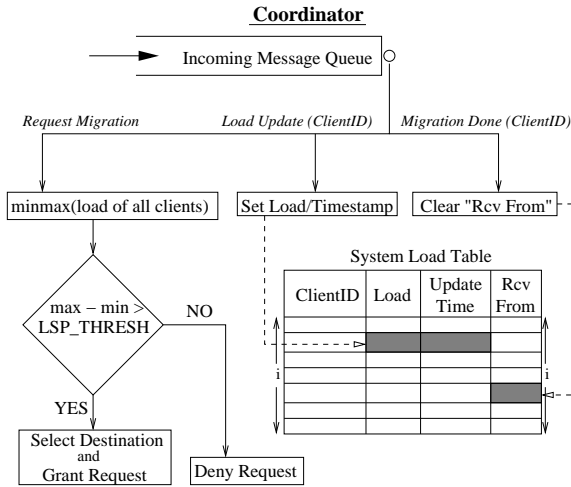 Coordinator
Incoming Message Queue
Request Migration
Load Update (ClientID)
Migration Done (ClientID)
minmax(load of all clients)
Set Load/Timestamp
Clear "Rcv From"
System Load Table
ClientID
Load
Update
Time
Rcv
From
max − min >
LSP_THRESH
NO
i
i
YES
Select Destination
and
Grant Request
Deny Request